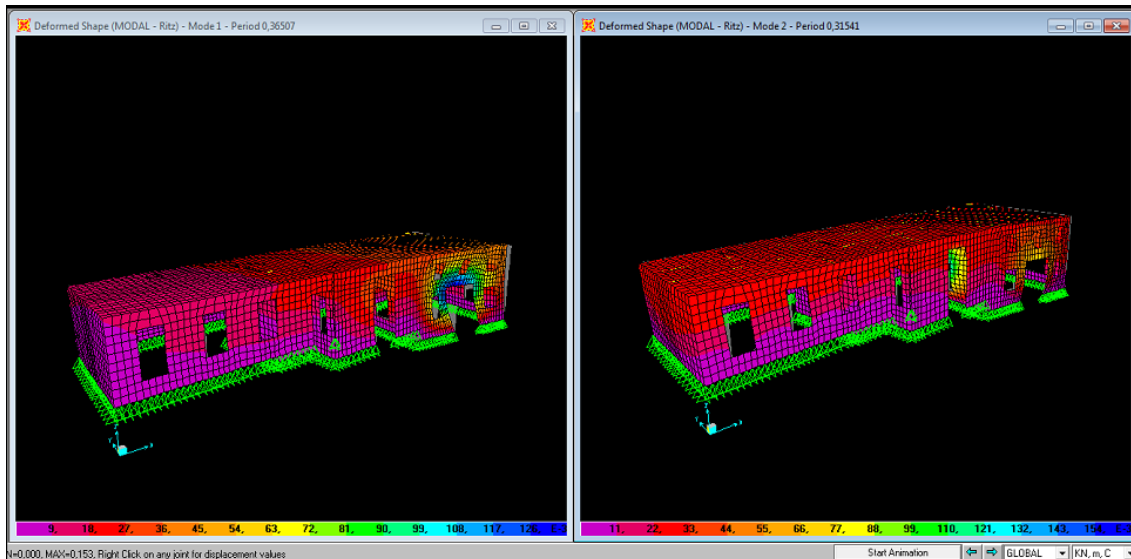 Deformed Shape (MODAL - Ritz) - Mode 1 - Period 0,36507
Deformed Shape (MODAL - Ritz) - Mode 2 - Period 0,31541
9, 18, 27, 36, 45, 54, 63, 72, 81, 90, 99, 108, 117, 126, E-3
11, 22, 33, 44, 55, 66, 77, 88, 99, 110, 121, 132, 143, 154,
N=0.000, MAX=0.153, Right Click on any joint for displacement values
Start Animation
GLOBAL
KN, m, C